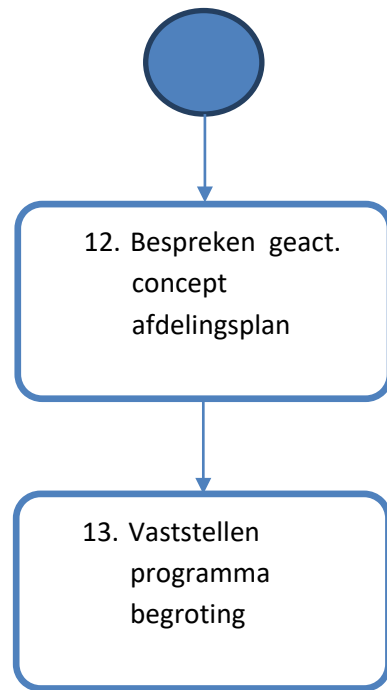 12. Bespreken geact.
concept
afdelingsplan
13. Vaststellen
programma
begroting